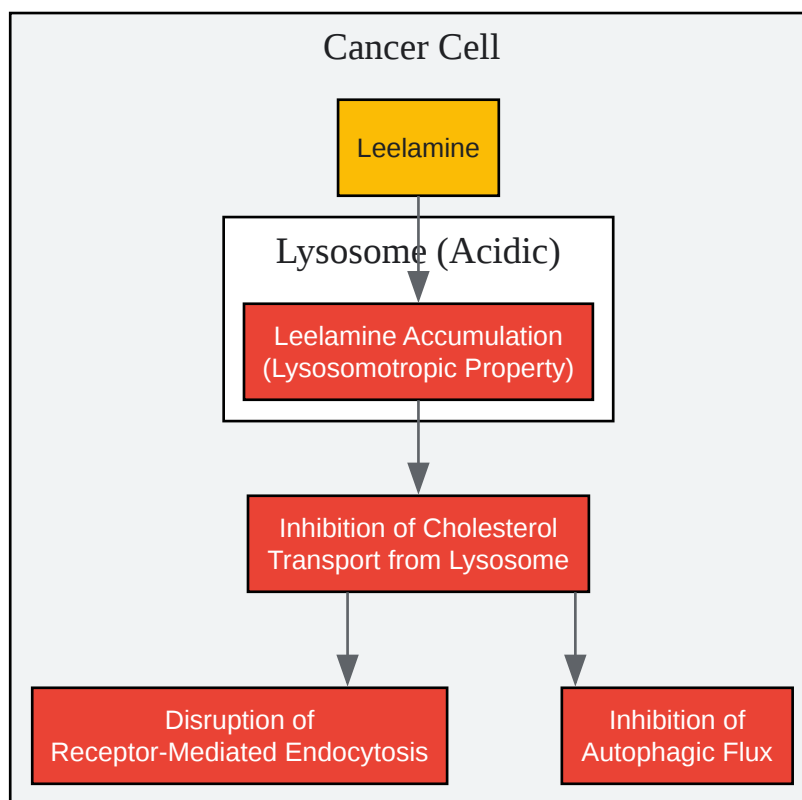 Cancer Cell
Leelamine
Lysosome (Acidic)
Leelamine Accumulation
(Lysosomotropic Property)
Inhibition of Cholesterol
Transport from Lysosome
Disruption of
Receptor-Mediated Endocytosis
Inhibition of
Autophagic Flux